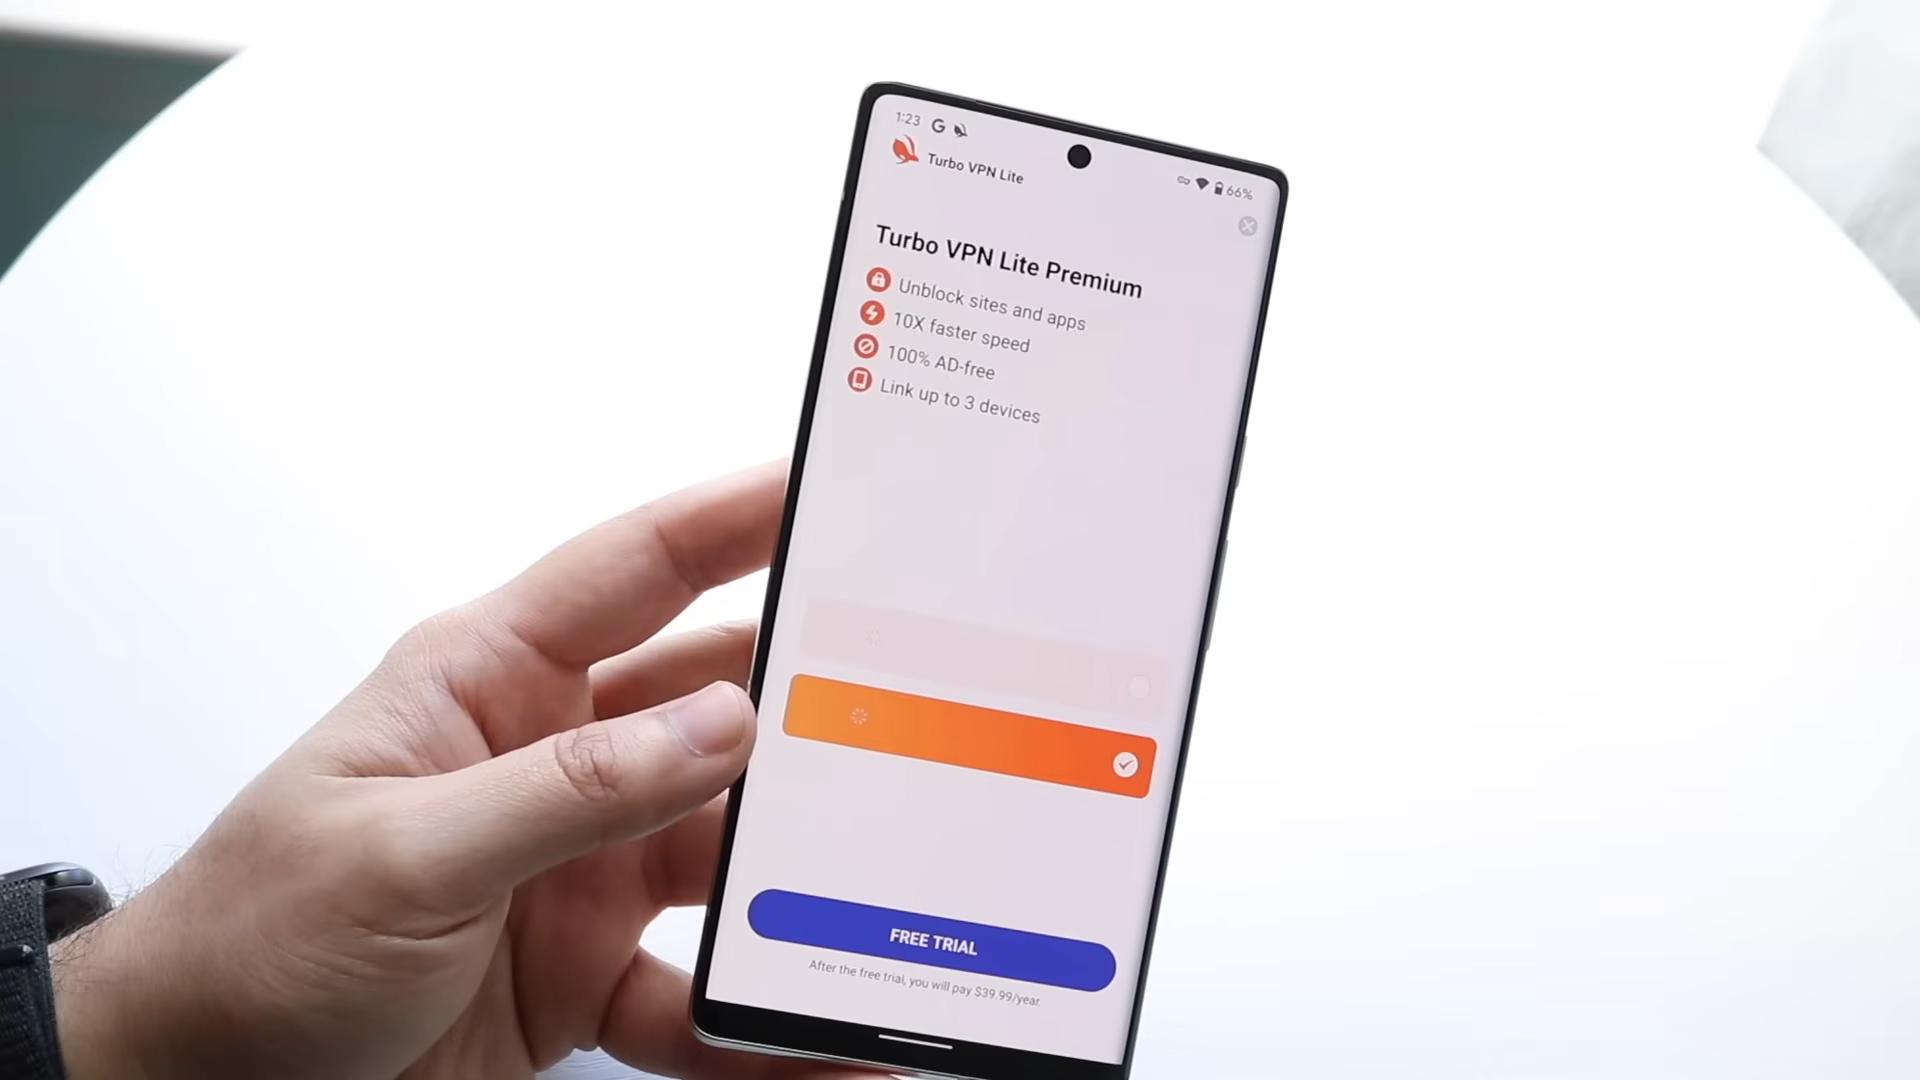 1:23 G
66%
Turbo VPN Lite
Turbo VPN Lite Premium
Unblock sites and apps
10X faster speed
100% AD-free
Link up to 3 devices
FREE TRIAL
After the free trial, you will pay $39.99/year.